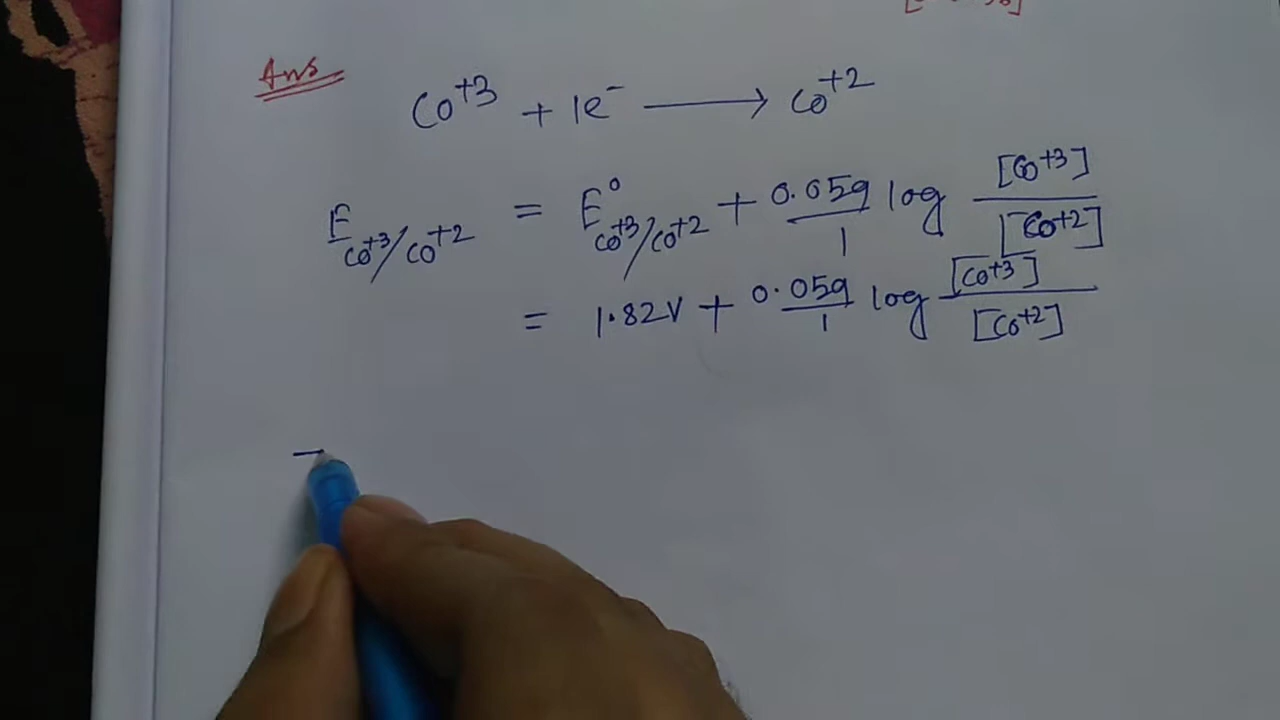 Ans
Co+3 + 1e- ⟶ Co+2
E Co+3/Co+2 = E° Co+3/Co+2 + 0.059/1 log [Co+3]/[Co+2]
= 1.82V + 0.059/1 log [Co+3]/[Co+2]